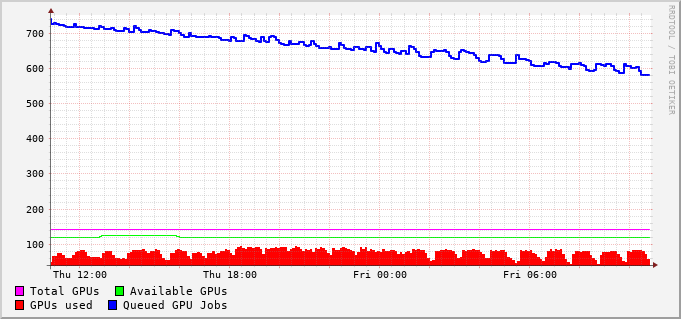 700
600
500
400
300
200
100
Thu 12:00 Thu 18:00 Fri 00:00 Fri 06:00
Total GPUs Available GPUs
GPUs used Queued GPU Jobs
RRDTOOL / TOBI OETIKER